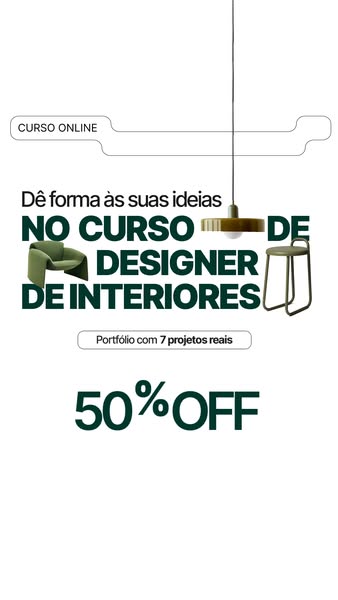 CURSO ONLINE
Dê forma às suas ideias
NO CURSO DE
DESIGNER
DE INTERIORES
Portfólio com 7 projetos reais
50%OFF